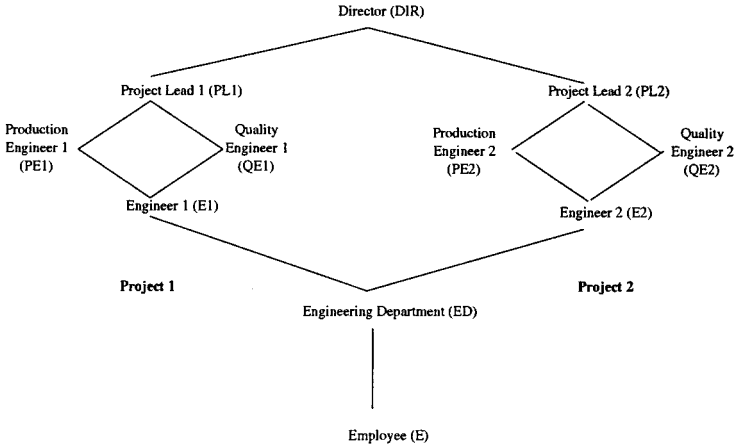 Director (DIR)
Project Lead 1 (PL1)
Project Lead 2 (PL2)
Production
Engineer 1
(PE1)
Quality
Engineer 1
(QE1)
Production
Engineer 2
(PE2)
Quality
Engineer 2
(QE2)
Engineer 1 (E1)
Engineer 2 (E2)
Project 1
Project 2
Engineering Department (ED)
Employee (E)